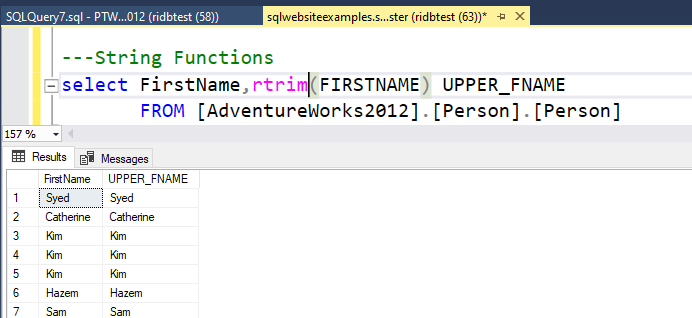 SQLQuery7.sql - PTW...012 (ridbtest (58))
sqlwebsiteexamples.s...ster (ridbtest (63))*
---String Functions
select FirstName,rtrim(FIRSTNAME) UPPER_FNAME
FROM [AdventureWorks2012].[Person].[Person]
157 %
Results Messages
FirstName UPPER_FNAME
1 Syed Syed
2 Catherine Catherine
3 Kim Kim
4 Kim Kim
5 Kim Kim
6 Hazem Hazem
7 Sam Sam